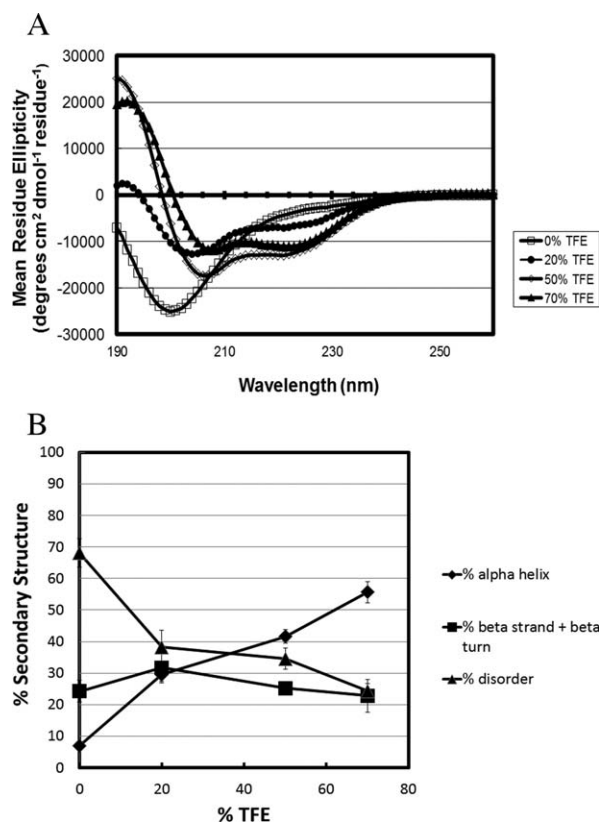 A
Mean Residue Ellipticity
(degrees cm² dmol⁻¹ residue⁻¹)
30000
20000
10000
0
-10000
-20000
-30000
190
210
230
250
Wavelength (nm)
0% TFE
20% TFE
50% TFE
70% TFE
B
% Secondary Structure
100
90
80
70
60
50
40
30
20
10
0
0
20
40
60
80
% TFE
% alpha helix
% beta strand + beta
turn
% disorder